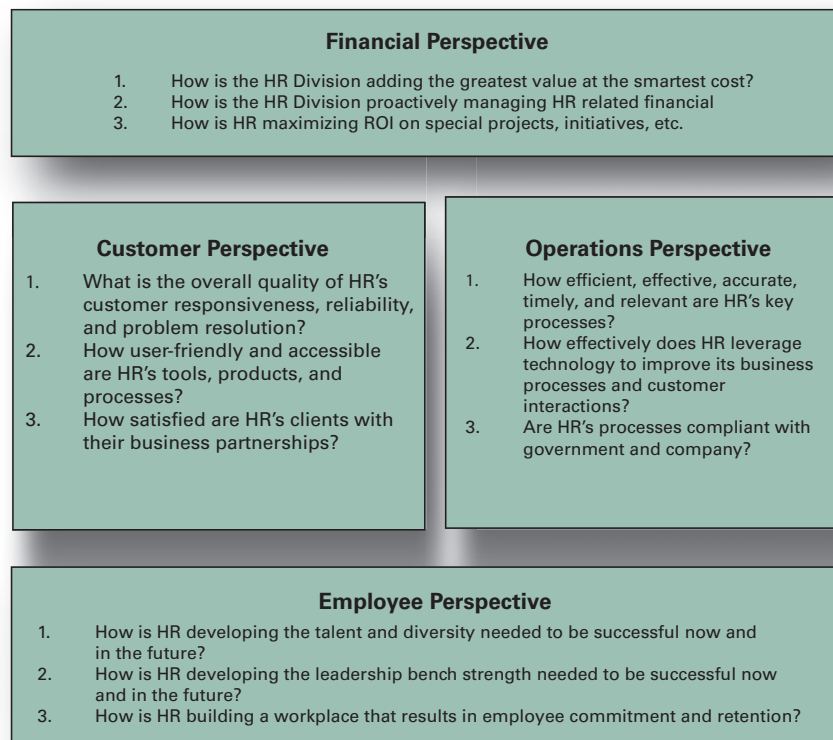 Financial Perspective
1. How is the HR Division adding the greatest value at the smartest cost?
2. How is the HR Division proactively managing HR related financial
3. How is HR maximizing ROI on special projects, initiatives, etc.
Customer Perspective
1. What is the overall quality of HR’s
customer responsiveness, reliability,
and problem resolution?
2. How user-friendly and accessible
are HR’s tools, products, and
processes?
3. How satisfied are HR’s clients with
their business partnerships?
Operations Perspective
1. How efficient, effective, accurate,
timely, and relevant are HR’s key
processes?
2. How effectively does HR leverage
technology to improve its business
processes and customer
interactions?
3. Are HR’s processes compliant with
government and company?
Employee Perspective
1. How is HR developing the talent and diversity needed to be successful now and
in the future?
2. How is HR developing the leadership bench strength needed to be successful now
and in the future?
3. How is HR building a workplace that results in employee commitment and retention?